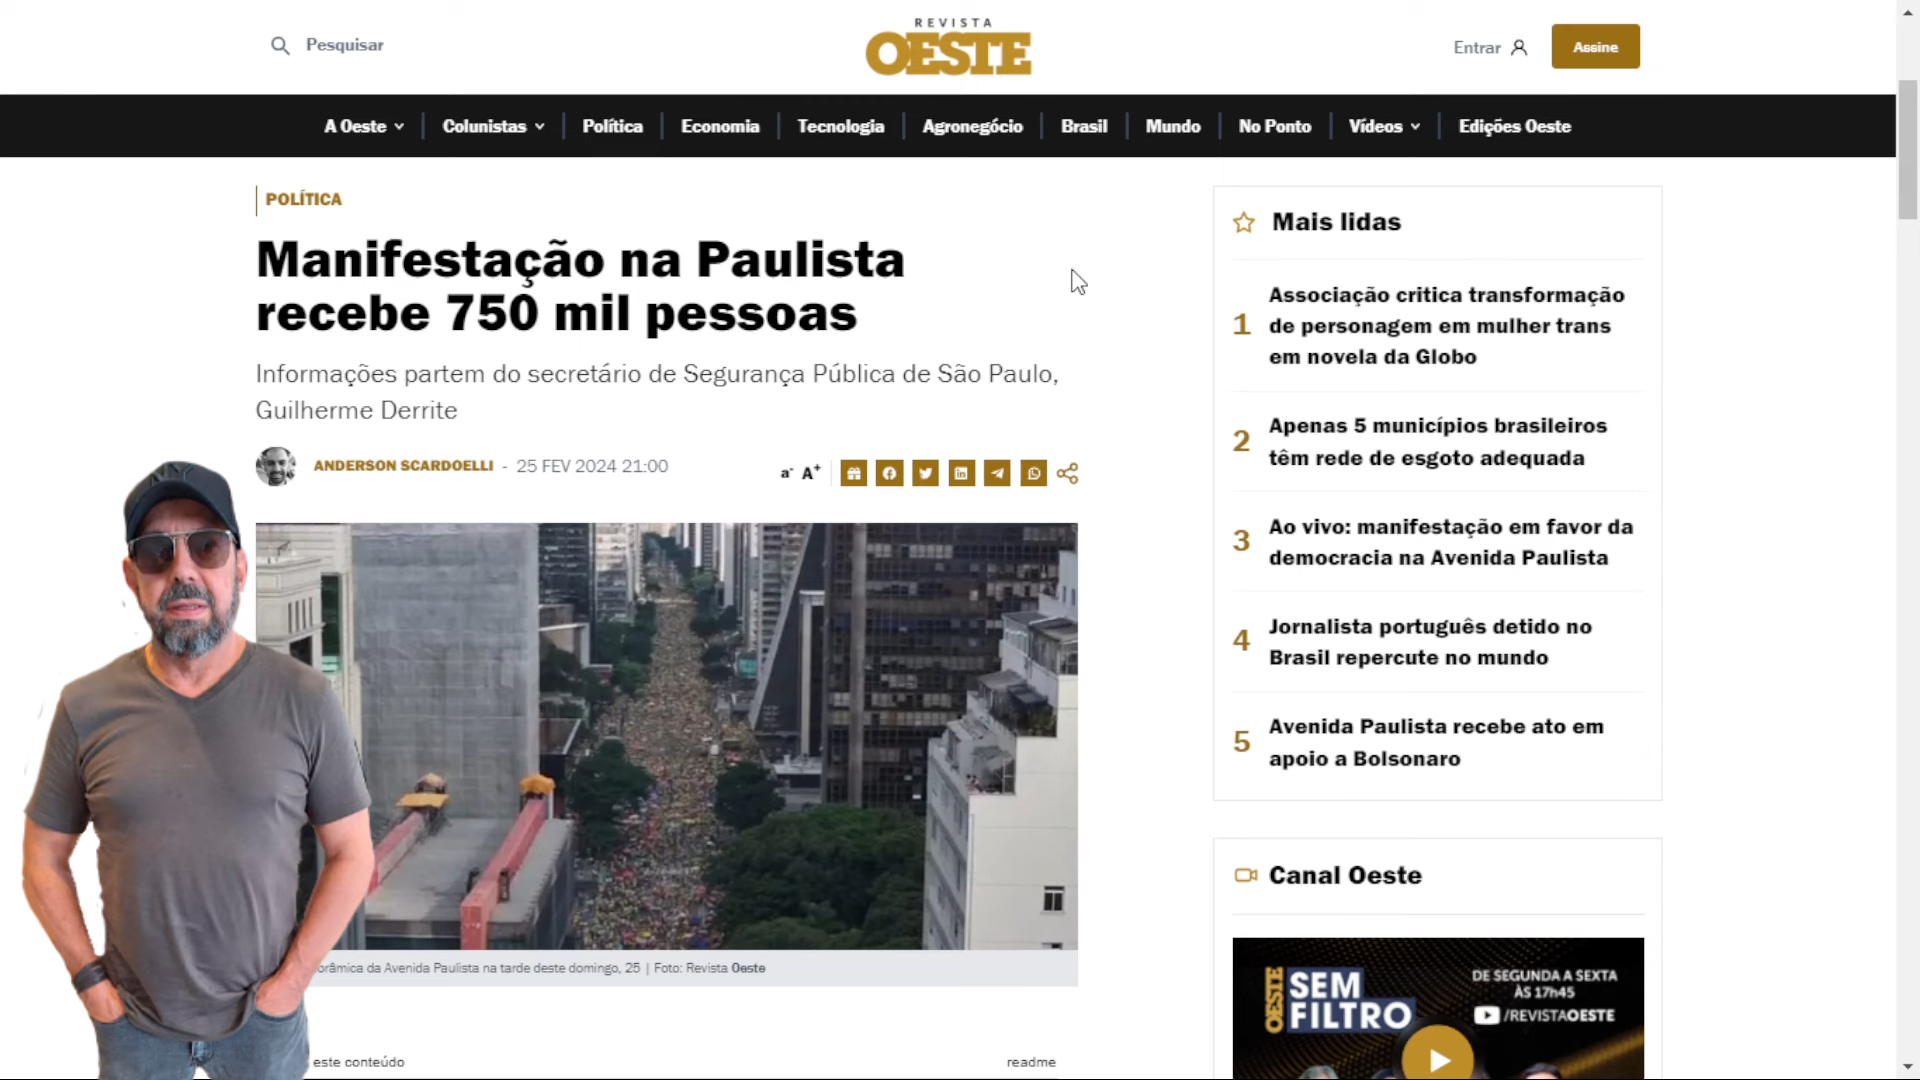 Pesquisar
REVISTA
OESTE
Entrar
Assine
A Oeste
Colunistas
Política
Economia
Tecnologia
Agronegócio
Brasil
Mundo
No Ponto
Vídeos
Edições Oeste
POLÍTICA
Manifestação na Paulista
recebe 750 mil pessoas
Informações partem do secretário de Segurança Pública de São Paulo,
Guilherme Derrite
ANDERSON SCARDOELLI - 25 FEV 2024 21:00
a- A+
da Avenida Paulista na tarde deste domingo, 25 | Foto: Revista Oeste
este conteúdo
readme
Mais lidas
1
Associação critica transformação
de personagem em mulher trans
em novela da Globo
2
Apenas 5 municípios brasileiros
têm rede de esgoto adequada
3
Ao vivo: manifestação em favor da
democracia na Avenida Paulista
4
Jornalista português detido no
Brasil repercute no mundo
5
Avenida Paulista recebe ato em
apoio a Bolsonaro
Canal Oeste
OESTE
SEM
FILTRO
DE SEGUNDA A SEXTA
ÀS 17h45
/REVISTAOESTE